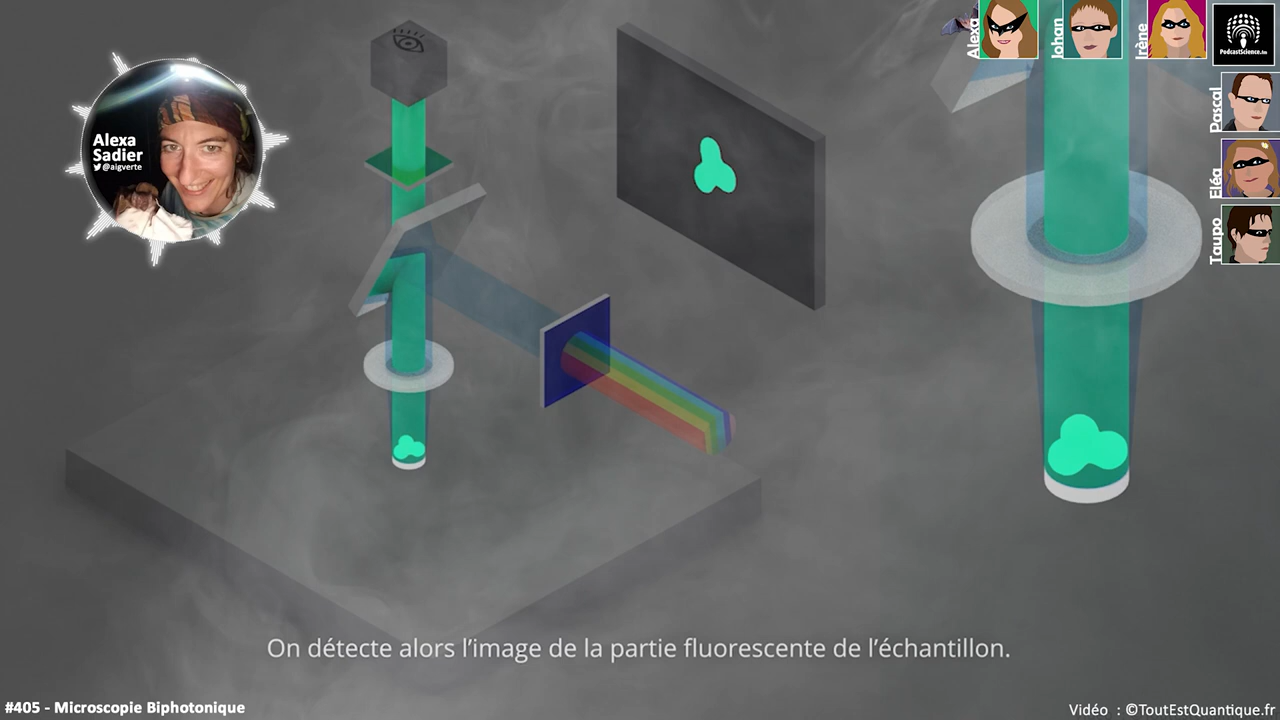 Alexa
Johan
Irène
PodcastScience.fm
Alexa
Sadier
@aigverte
Pascal
Eléa
Taupo
On détecte alors l'image de la partie fluorescente de l'échantillon.
#405 - Microscopie Biphotonique
Vidéo : ©ToutEstQuantique.fr